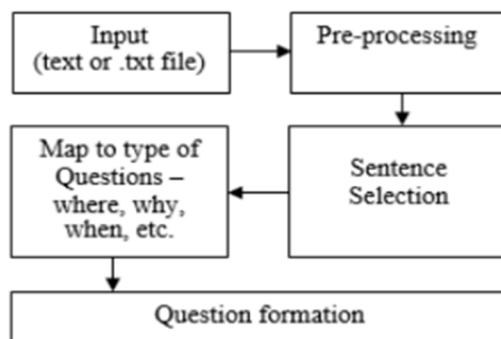 Input
(text or .txt file)
Pre-processing
Sentence
Selection
Map to type of
Questions –
where, why,
when, etc.
Question formation